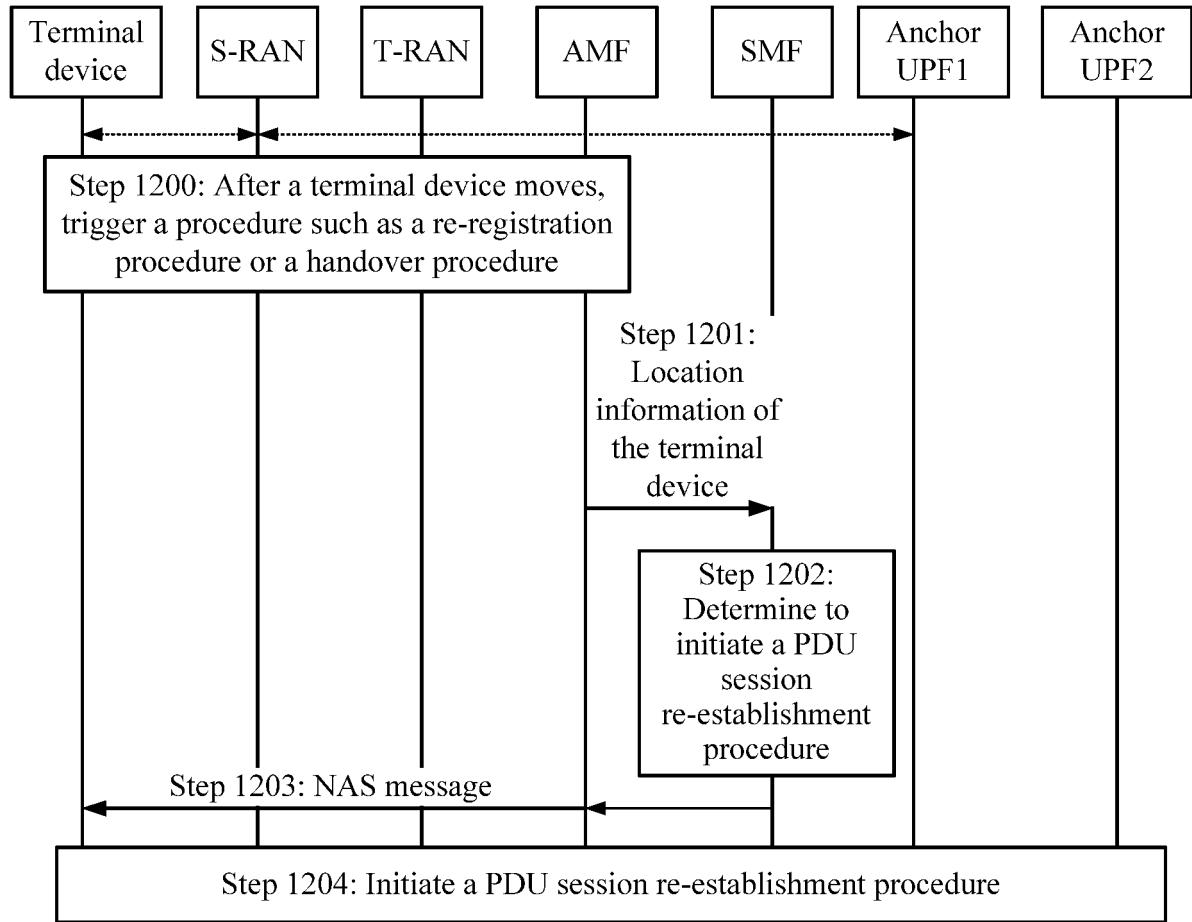 Terminal
device
S-RAN
T-RAN
AMF
SMF
Anchor
UPF1
Anchor
UPF2
Step 1200: After a terminal device moves,
trigger a procedure such as a re-registration
procedure or a handover procedure
Step 1201:
Location
information of
the terminal
device
Step 1202:
Determine to
initiate a PDU
session
re-establishment
procedure
Step 1203: NAS message
Step 1204: Initiate a PDU session re-establishment procedure